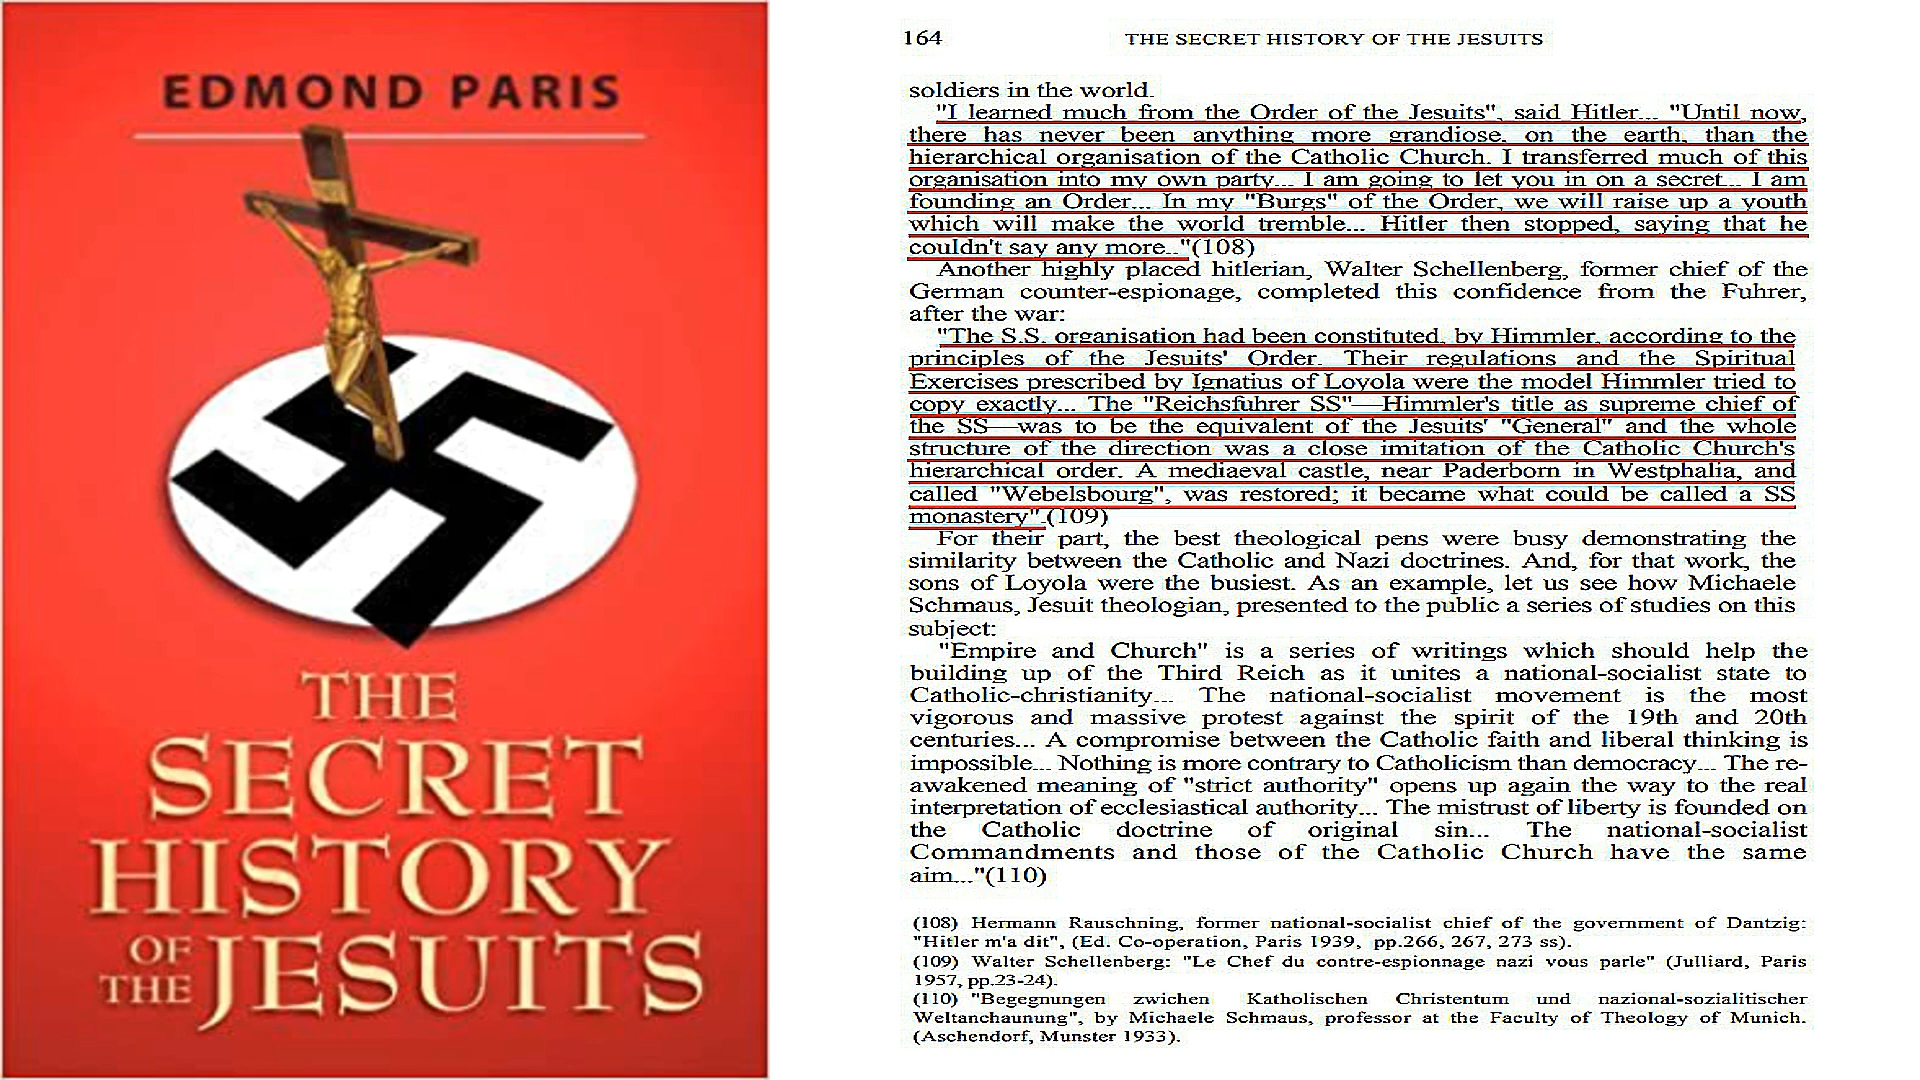 EDMOND PARIS
THE
SECRET
HISTORY
OF
THE JESUITS
164 THE SECRET HISTORY OF THE JESUITS
soldiers in the world.
"I learned much from the Order of the Jesuits", said Hitler... "Until now,
there has never been anything more grandiose, on the earth, than the
hierarchical organisation of the Catholic Church. I transferred much of this
organisation into my own party... I am going to let you in on a secret... I am
founding an Order... In my "Burgs" of the Order, we will raise up a youth
which will make the world tremble... Hitler then stopped, saying that he
couldn't say any more.."(108)
Another highly placed hitlerian, Walter Schellenberg, former chief of the
German counter-espionage, completed this confidence from the Fuhrer,
after the war:
"The S.S. organisation had been constituted, by Himmler, according to the
principles of the Jesuits' Order. Their regulations and the Spiritual
Exercises prescribed by Ignatius of Loyola were the model Himmler tried to
copy exactly... The "Reichsfuhrer SS"—Himmler's title as supreme chief of
the SS—was to be the equivalent of the Jesuits' "General" and the whole
structure of the direction was a close imitation of the Catholic Church's
hierarchical order. A mediaeval castle, near Paderborn in Westphalia, and
called "Webelsbourg", was restored; it became what could be called a SS
monastery".(109)
For their part, the best theological pens were busy demonstrating the
similarity between the Catholic and Nazi doctrines. And, for that work, the
sons of Loyola were the busiest. As an example, let us see how Michaele
Schmaus, Jesuit theologian, presented to the public a series of studies on this
subject:
"Empire and Church" is a series of writings which should help the
building up of the Third Reich as it unites a national-socialist state to
Catholic-christianity... The national-socialist movement is the most
vigorous and massive protest against the spirit of the 19th and 20th
centuries... A compromise between the Catholic faith and liberal thinking is
impossible... Nothing is more contrary to Catholicism than democracy... The re-
awakened meaning of "strict authority" opens up again the way to the real
interpretation of ecclesiastical authority... The mistrust of liberty is founded on
the Catholic doctrine of original sin... The national-socialist
Commandments and those of the Catholic Church have the same
aim..."(110)
(108) Hermann Rauschning, former national-socialist chief of the government of Dantzig:
"Hitler m'a dit", (Ed. Co-operation, Paris 1939, pp.266, 267, 273 ss).
(109) Walter Schellenberg: "Le Chef du contre-espionnage nazi vous parle" (Julliard, Paris
1957, pp.23-24).
(110) "Begegnungen zwichen Katholischen Christentum und nazional-sozialitischer
Weltanchaunung", by Michaele Schmaus, professor at the Faculty of Theology of Munich.
(Aschendorf, Munster 1933).